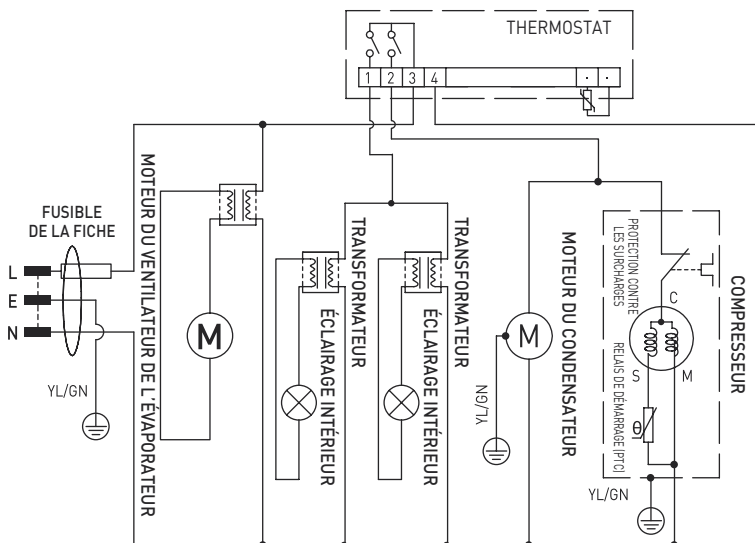 THERMOSTAT
1 2 3 4
FUSIBLE
DE LA FICHE
L
E
N
YL/GN
MOTEUR DU VENTILATEUR DE L'ÉVAPORATEUR
M
TRANSFORMATEUR
ÉCLAIRAGE INTÉRIEUR
TRANSFORMATEUR
ÉCLAIRAGE INTÉRIEUR
M
YL/GN
MOTEUR DU CONDENSATEUR
PROTECTION CONTRE
LES SURCHARGES
C
S
M
RELAIS DE DÉMARRAGE (PTC)
θ
YL/GN
COMPRESSEUR